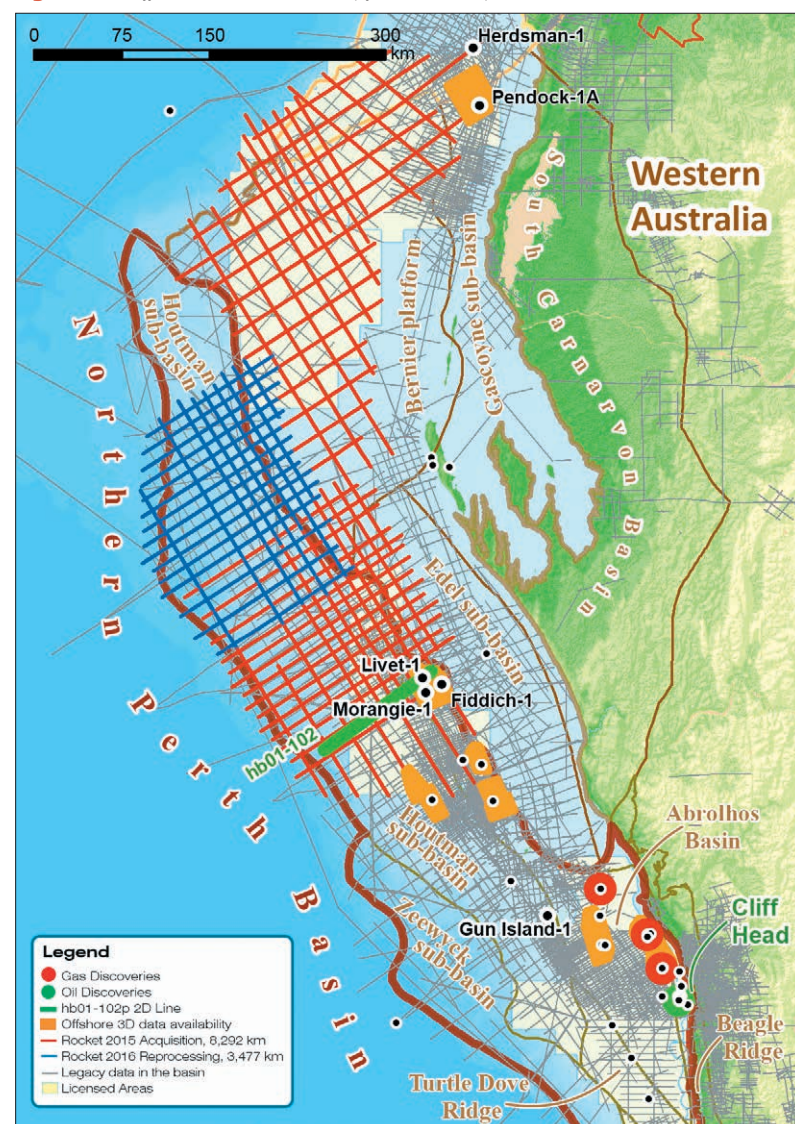 0 75 150 300
km
Herdsman-1
Pendock-1A
Western
Australia
South Carnarvon Basin
Houtman
sub-basin
Bernier platform
Gascoyne sub-basin
Northern Perth Basin
Edel sub-basin
Livet-1
Morangie-1
Fiddich-1
hb01-102
Houtman
sub-basin
Abrolhos
Basin
Zeewyck
sub-basin
Gun Island-1
Cliff
Head
Beagle
Ridge
Turtle Dove
Ridge
Legend
Gas Discoveries
Oil Discoveries
hb01-102p 2D Line
Offshore 3D data availability
Rocket 2015 Acquisition, 8,292 km
Rocket 2016 Reprocessing, 3,477 km
Legacy data in the basin
Licensed Areas